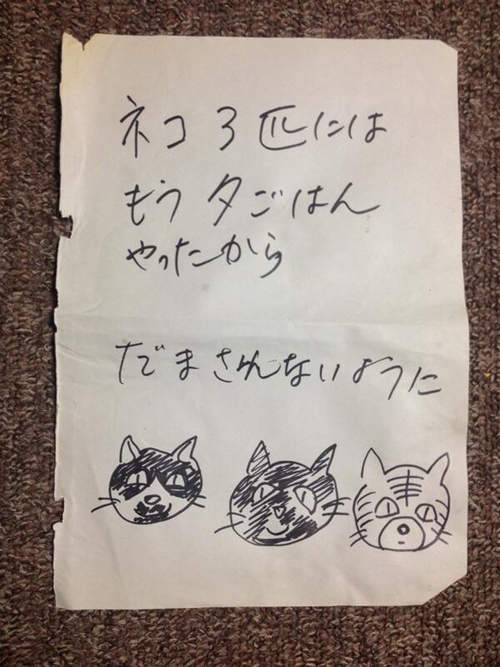 ネコ3匹には
もう夕ごはん
やったから
だまされないように